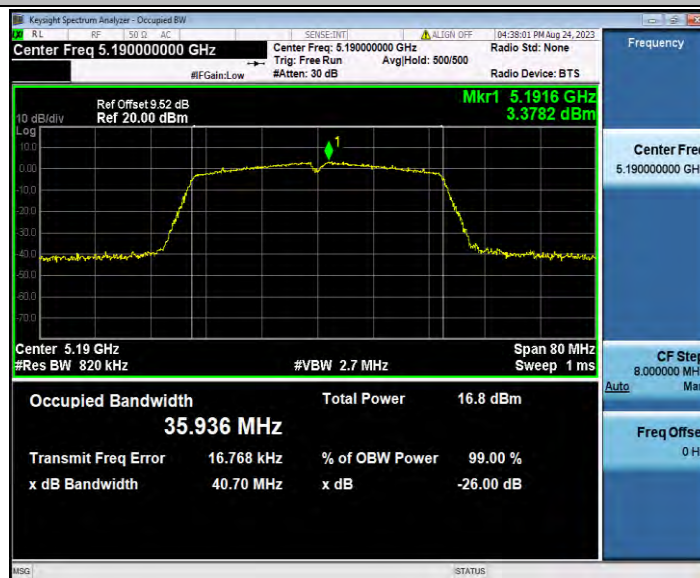 Keysight Spectrum Analyzer - Occupied BW
RL RF 50 Ω AC SENSE:INT ALIGN OFF 04:38:01 PM Aug 24, 2023
Center Freq 5.190000000 GHz
Center Freq: 5.190000000 GHz
Radio Std: None
Trig: Free Run Avg|Hold: 500/500
#IFGain:Low #Atten: 30 dB Radio Device: BTS
Frequency
Ref Offset 9.52 dB
10 dB/div Ref 20.00 dBm
Mkr1 5.1916 GHz
3.3782 dBm
Log
10.0
0.00
-10.0
-20.0
-30.0
-40.0
-50.0
-60.0
-70.0
1
Center 5.19 GHz Span 80 MHz
#Res BW 820 kHz #VBW 2.7 MHz Sweep 1 ms
Occupied Bandwidth Total Power 16.8 dBm
35.936 MHz
Transmit Freq Error 16.768 kHz % of OBW Power 99.00 %
x dB Bandwidth 40.70 MHz x dB -26.00 dB
Center Fre
5.190000000 GH
CF Step
8.000000 MH
Auto Ma
Freq Offse
0 H
MSG STATUS